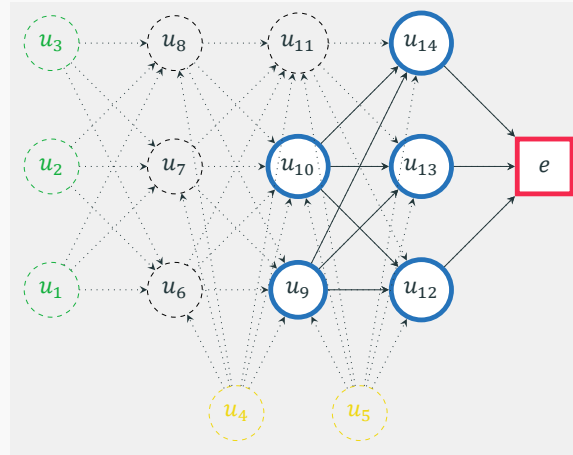 u₃ u₈ u₁₁ u₁₄
u₂ u₇ u₁₀ u₁₃ e
u₁ u₆ u₉ u₁₂
u₄ u₅